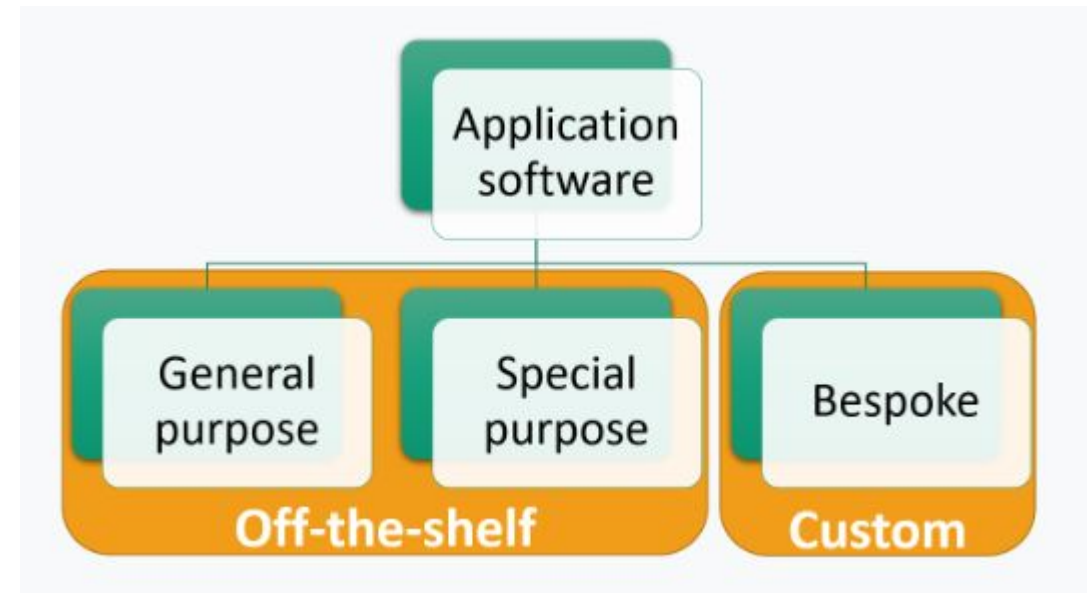 Application
software
General
purpose
Special
purpose
Bespoke
Off-the-shelf
Custom